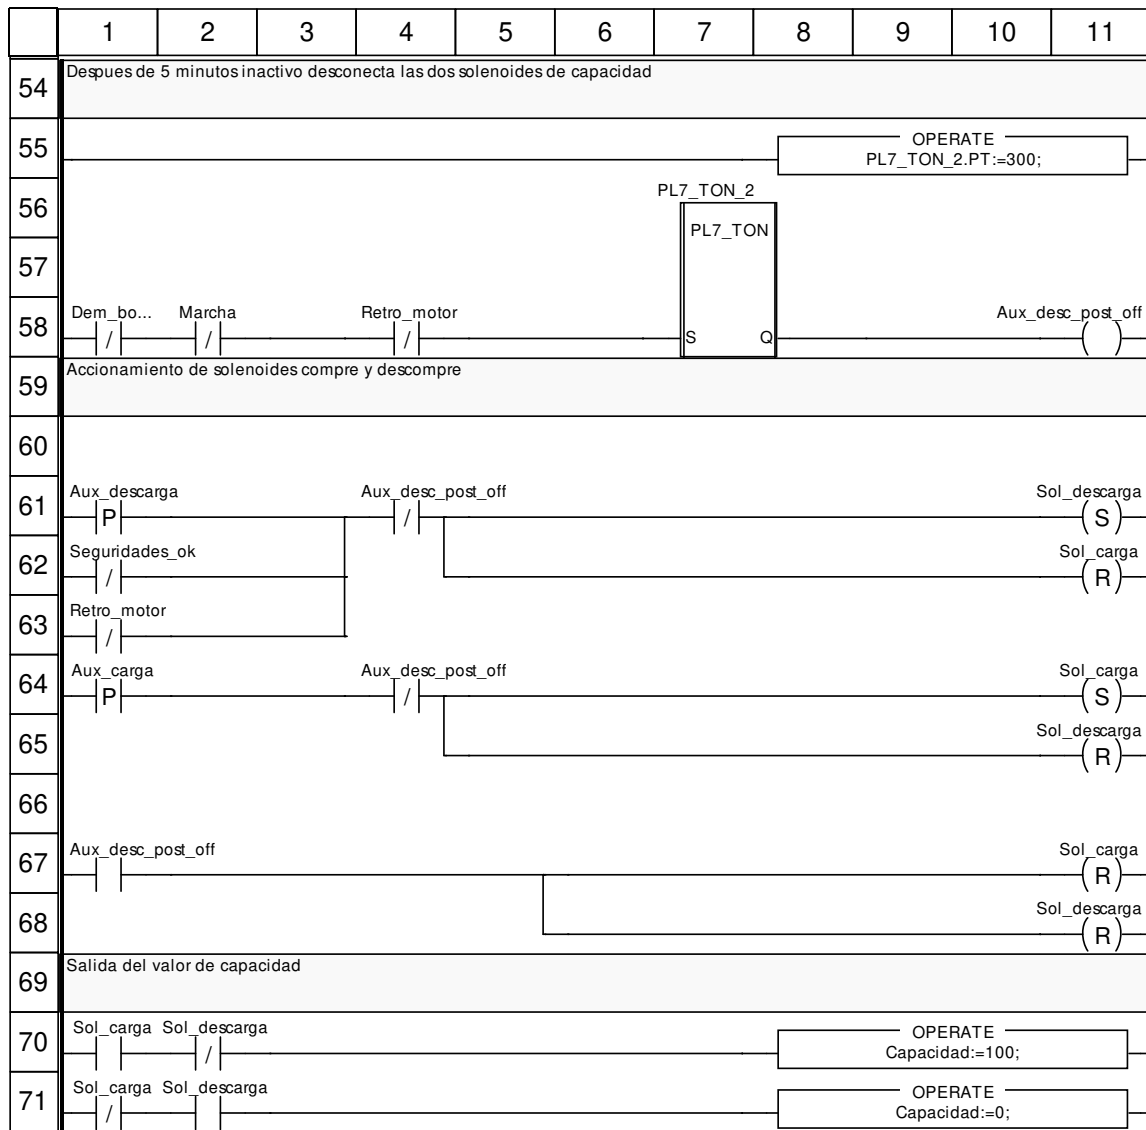 1 2 3 4 5 6 7 8 9 10 11
54 Despues de 5 minutos inactivo desconecta las dos solenoides de capacidad
55 OPERATE
PL7_TON_2.PT:=300;
56 PL7_TON_2
PL7_TON
57
Dem_bo... Marcha Retro_motor Aux_desc_post_off
58 / / / S Q ( )
59 Accionamiento de solenoides compre y descompre
60
Aux_descarga Aux_desc_post_off Sol_descarga
61 P / (S)
Seguridades_ok Sol_carga
62 / (R)
Retro_motor
63 /
Aux_carga Aux_desc_post_off Sol_carga
64 P / (S)
Sol_descarga
65 (R)
66
Aux_desc_post_off Sol_carga
67 (R)
Sol_descarga
68 (R)
69 Salida del valor de capacidad
Sol_carga Sol_descarga OPERATE
70 / Capacidad:=100;
Sol_carga Sol_descarga OPERATE
71 / Capacidad:=0;